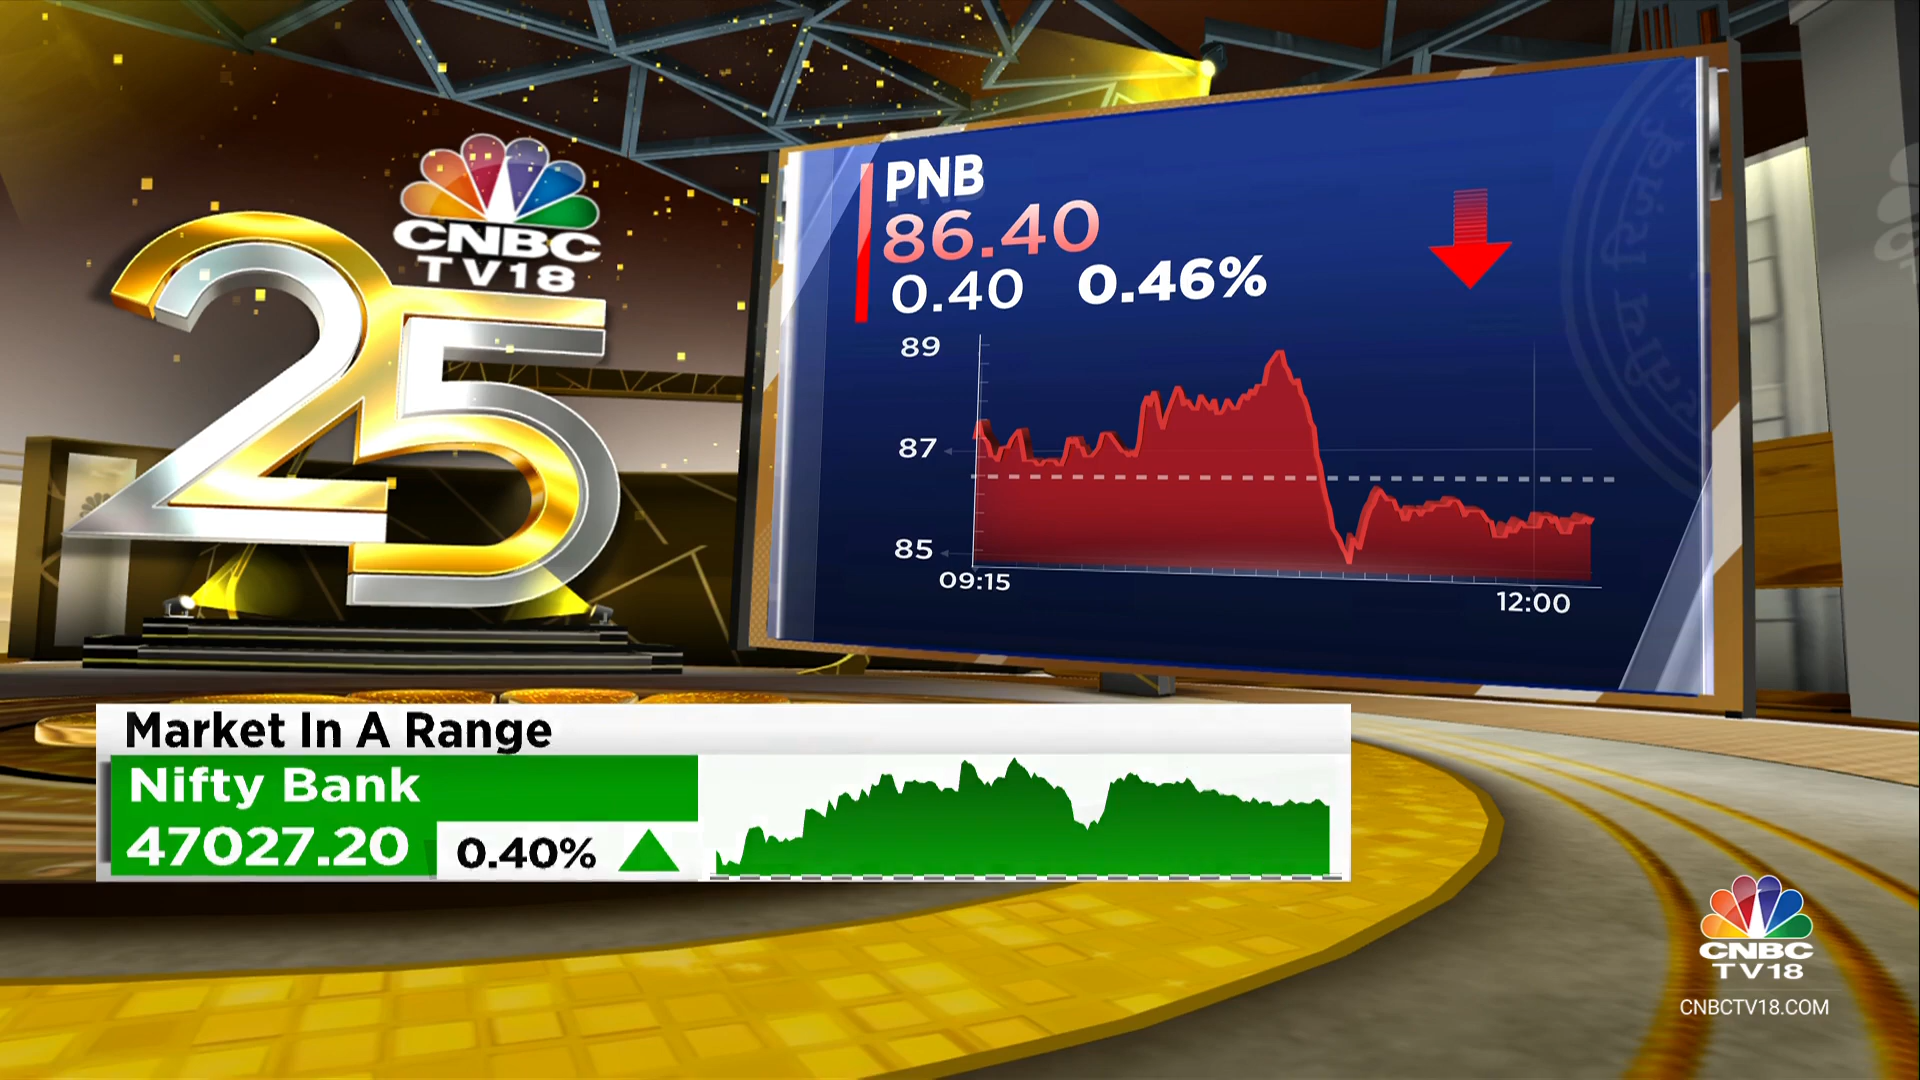 CNBC
TV18
25
PNB
86.40
0.40 0.46%
89
87
85
09:15
12:00
Market In A Range
Nifty Bank
47027.20
0.40%
CNBC
TV18
CNBCTV18.COM